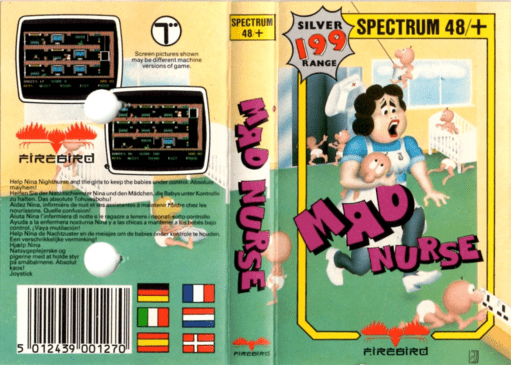 Screen pictures shown
may be different machine
versions of game.
FIREBIRD
Help Nina Nightnurse and the girls to keep the babies under control. Absolute
mayhem!
Helfen Sie der Nachtschwester Nina und den Mädchen, die Babys unter Kontrolle
zu halten. Das absolute Tohuwabohu!
Aidez Nina, infirmière de nuit et ses assistantes à maintenir l'ordre chez les
nourissons. Quelle confusion!
Aiuta Nina l'infermiera di notte e le ragazze a tenere i neonati sotto controllo
Ayuda a la enfermera nocturna Nina y a las chicas a mantener a los bebés bajo
control.
Help Nina de Nachtzuster en de meisjes om de babies onder controle te houden.
Een verschrikkelijke vermissing!
Hjælp Nina
Natsygeplejerske og
pigerne med at holde styr
på småbørnene. Absolut
kaos!
Joystick
5 012439 001270
SPECTRUM
48/+
MAD NURSE
FIREBIRD
SILVER
199
RANGE
SPECTRUM 48/+
MAD
NURSE
FIREBIRD